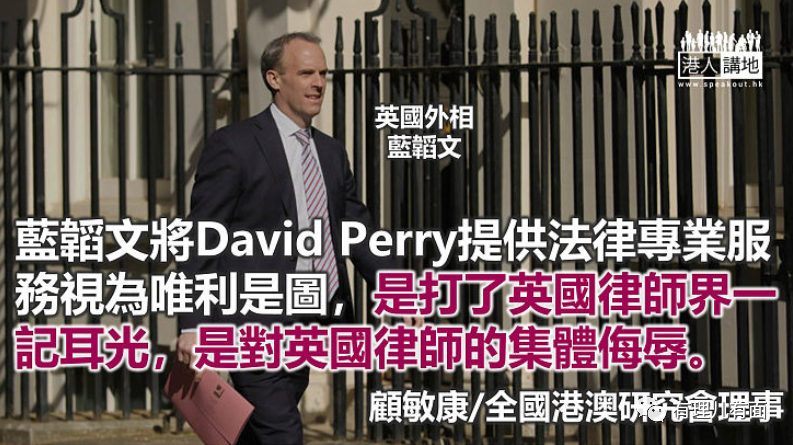 港人講地
www.speakout.hk
英國外相
藍韜文
藍韜文將David Perry提供法律專業服
務視為唯利是圖，是打了英國律師界一
記耳光，是對英國律師的集體侮辱。
顧敏康/全國港澳研究會理事